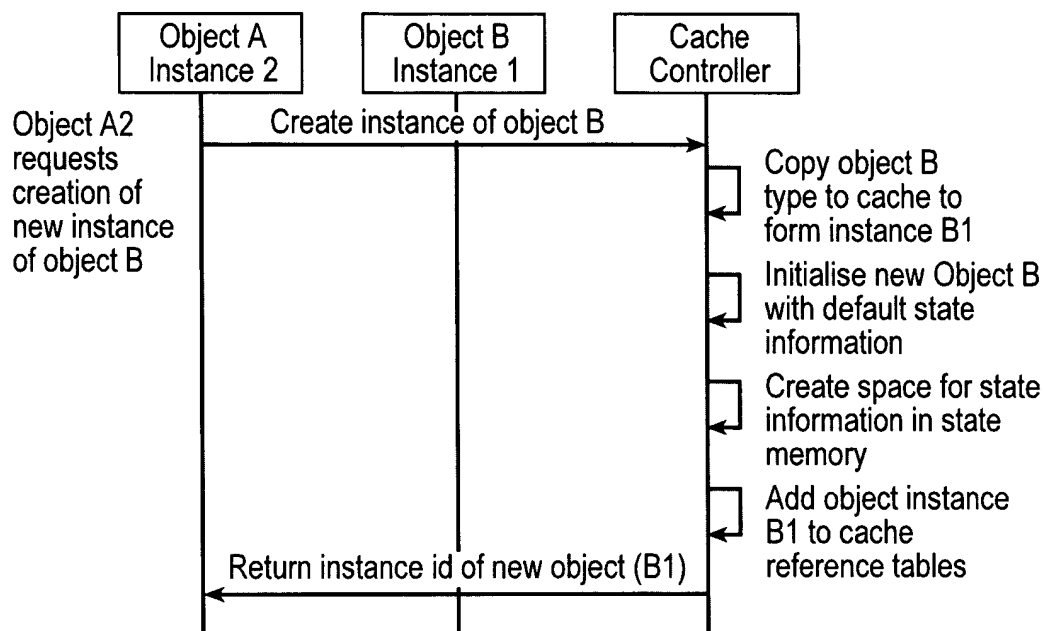 Object A
Instance 2
Object B
Instance 1
Cache
Controller
Object A2
requests
creation of
new instance
of object B
Create instance of object B
Copy object B
type to cache to
form instance B1
Initialise new Object B
with default state
information
Create space for state
information in state
memory
Add object instance
B1 to cache
reference tables
Return instance id of new object (B1)